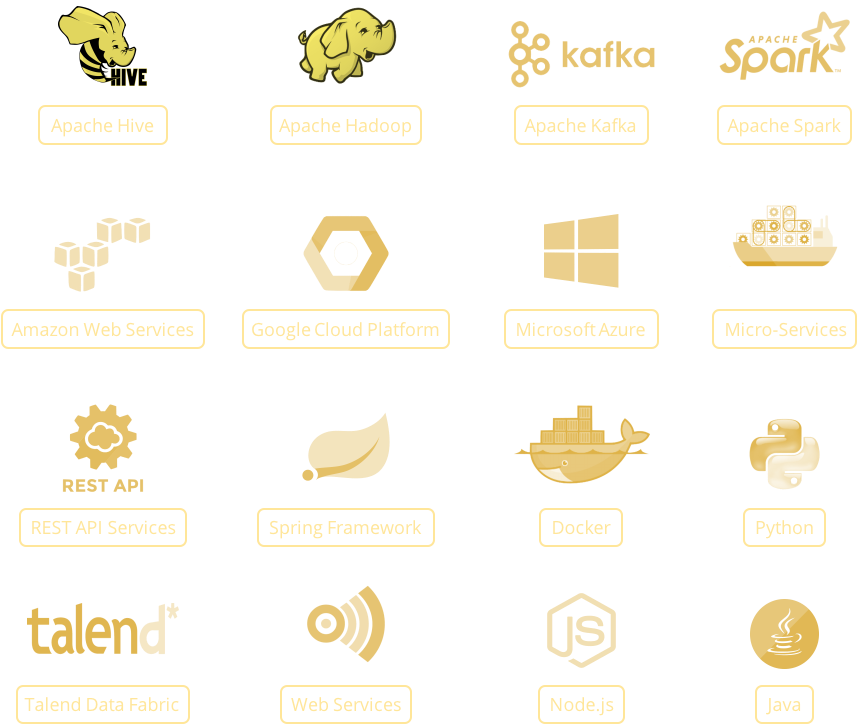 HIVE
kafka
APACHE
Spark™
Apache Hive
Apache Hadoop
Apache Kafka
Apache Spark
Amazon Web Services
Google Cloud Platform
Microsoft Azure
Micro-Services
REST API
REST API Services
Spring Framework
Docker
Python
talend*
JS
Talend Data Fabric
Web Services
Node.js
Java